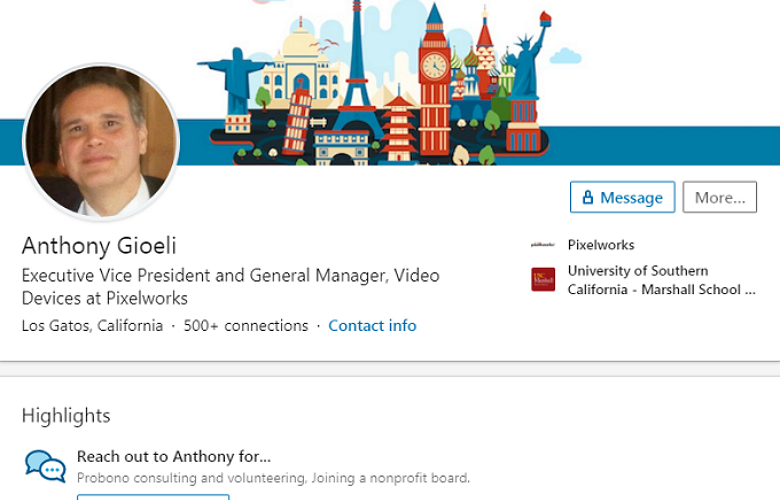 Message
More...
Anthony Gioeli
Executive Vice President and General Manager, Video
Devices at Pixelworks
Los Gatos, California · 500+ connections · Contact info
Pixelworks
University of Southern
California - Marshall School ...
Highlights
Reach out to Anthony for...
Probono consulting and volunteering, Joining a nonprofit board.